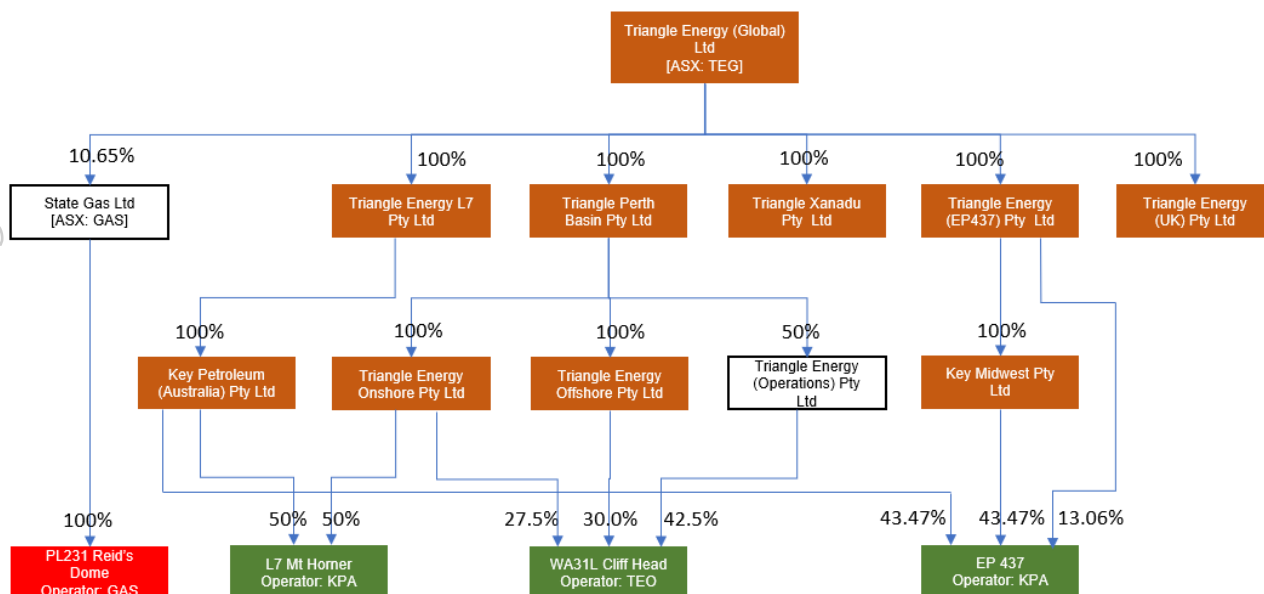 Triangle Energy (Global)
Ltd
[ASX: TEG]
10.65%
100%
100%
100%
100%
100%
State Gas Ltd
[ASX: GAS]
Triangle Energy L7
Pty Ltd
Triangle Perth
Basin Pty Ltd
Triangle Xanadu
Pty Ltd
Triangle Energy
(EP437) Pty Ltd
Triangle Energy
(UK) Pty Ltd
100%
100%
100%
50%
100%
Key Petroleum
(Australia) Pty Ltd
Triangle Energy
Onshore Pty Ltd
Triangle Energy
Offshore Pty Ltd
Triangle Energy
(Operations) Pty
Ltd
Key Midwest Pty
Ltd
100%
50%
50%
27.5%
30.0%
42.5%
43.47%
43.47%
13.06%
PL231 Reid's
Dome
Operator: GAS
L7 Mt Horner
Operator: KPA
WA31L Cliff Head
Operator: TEO
EP 437
Operator: KPA